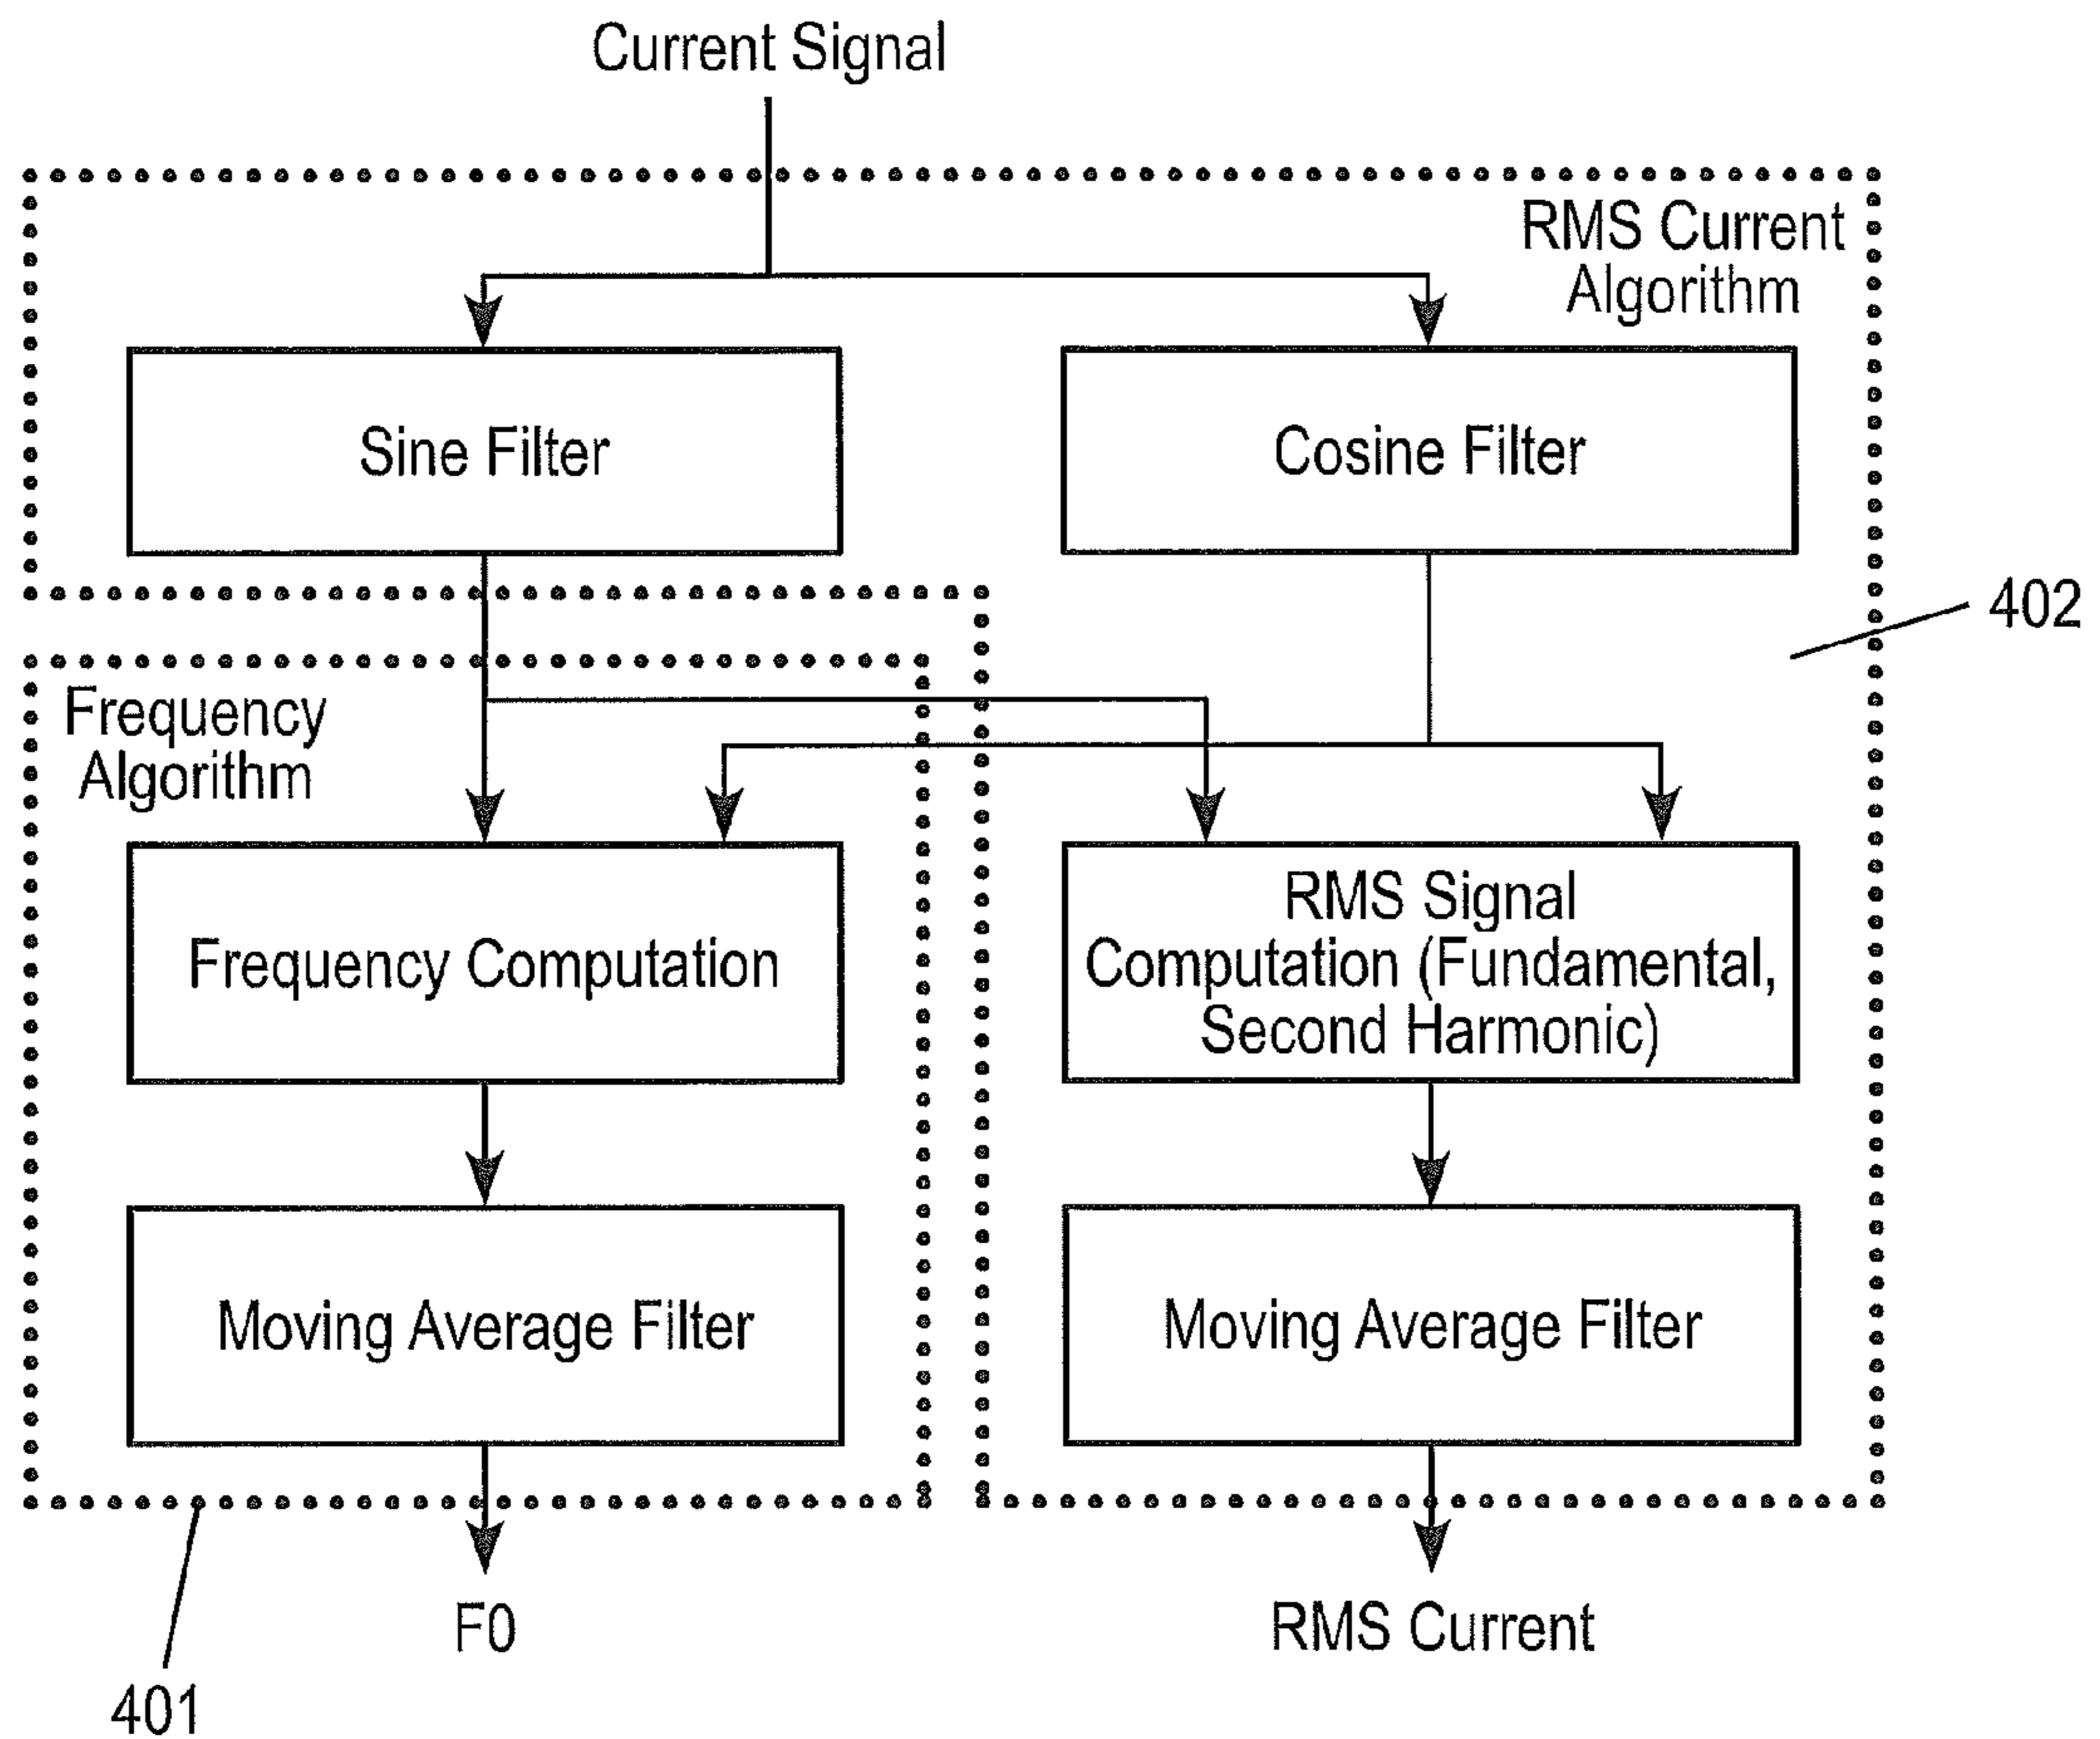 Current Signal
RMS Current
Algorithm
Sine Filter
Cosine Filter
402
Frequency
Algorithm
Frequency Computation
RMS Signal
Computation (Fundamental,
Second Harmonic)
Moving Average Filter
Moving Average Filter
F0
RMS Current
401